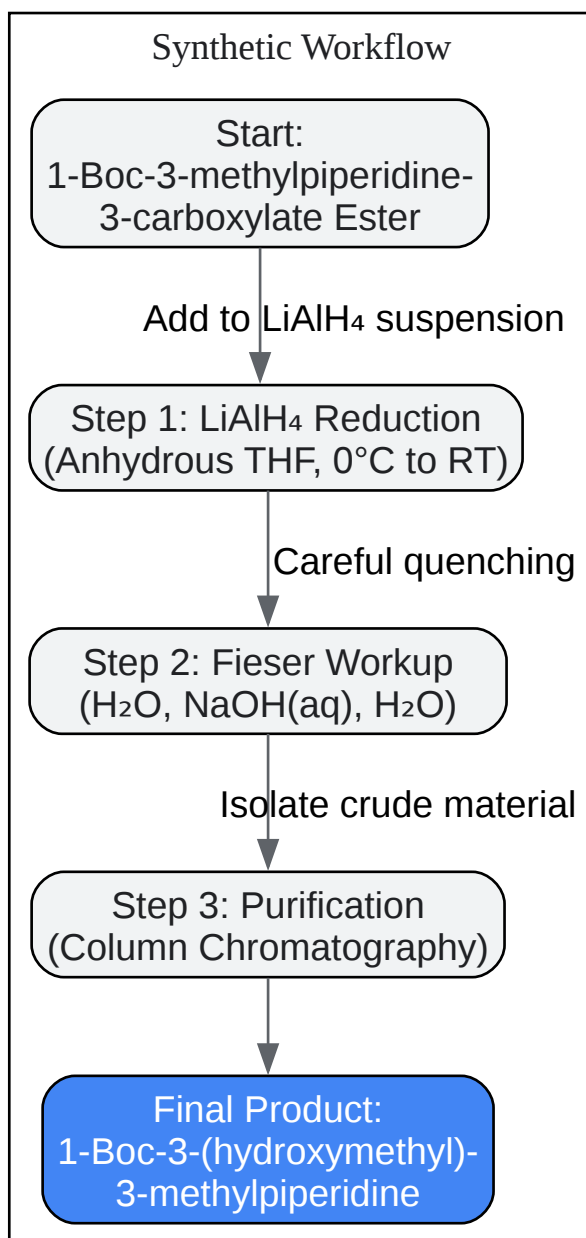 Synthetic Workflow
Start:
1-Boc-3-methylpiperidine-
3-carboxylate Ester
Add to LiAlH₄ suspension
Step 1: LiAlH₄ Reduction
(Anhydrous THF, 0°C to RT)
Careful quenching
Step 2: Fieser Workup
(H₂O, NaOH(aq), H₂O)
Isolate crude material
Step 3: Purification
(Column Chromatography)
Final Product:
1-Boc-3-(hydroxymethyl)-
3-methylpiperidine